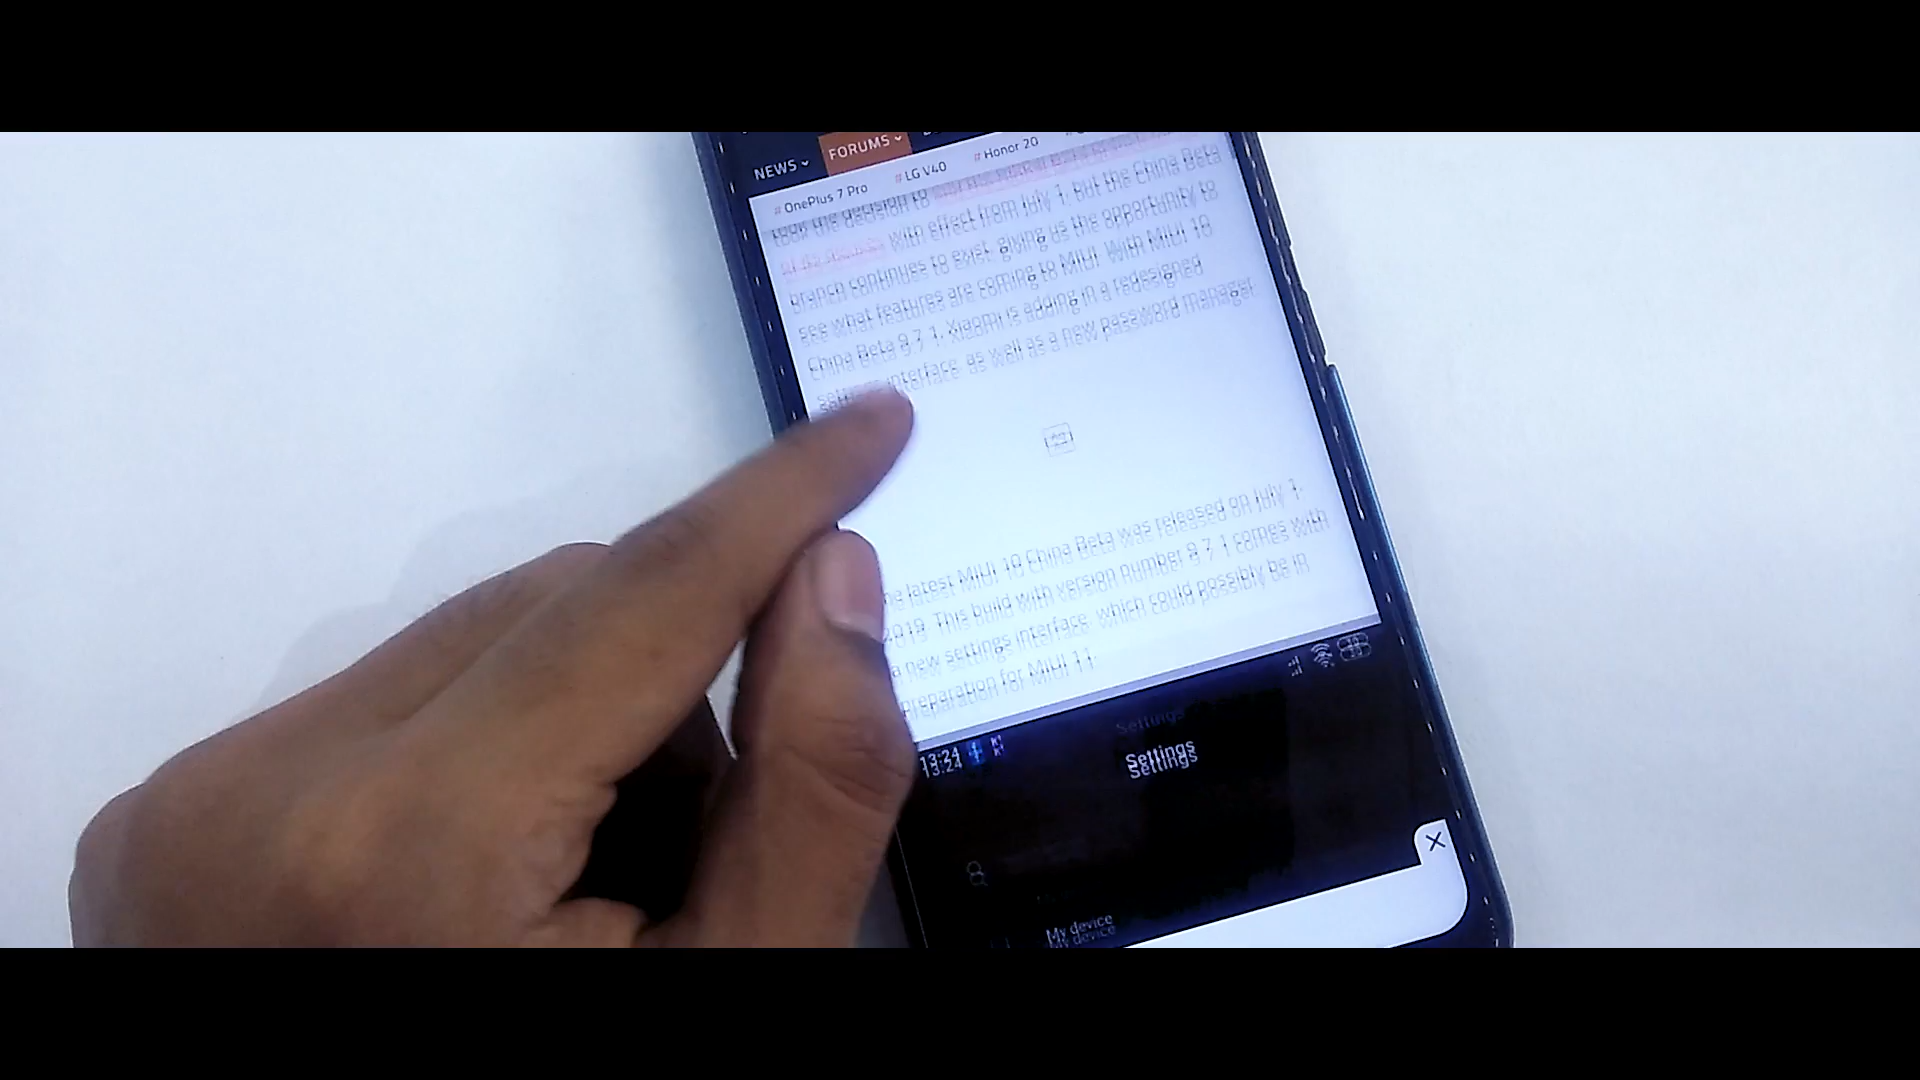 NEWS
FORUMS
#OnePlus 7 Pro
#LG V40
#Honor 20
took the decision to
with effect from July 1, but the China Beta
branch continues to exist, giving us the opportunity to
see what features are coming to MIUI. With MIUI 10
China Beta 9.7.1, Xiaomi is adding in a redesigned
settings interface, as well as a new password manager.
he latest MIUI 10 China Beta was released on July 1,
2019. This build with version number 9.7.1 comes with
a new settings interface, which could possibly be in
preparation for MIUI 11.
13:24
Settings
My device